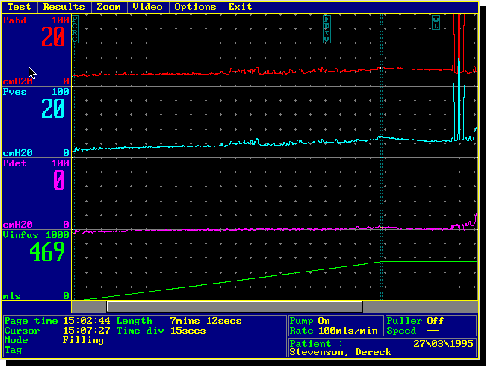 Test Results Zoom Video Options Exit
Pabd 100
20
cmH2O 0
Pves 100
20
cmH2O 0
Pdet 100
0
cmH2O 0
Vinfus 1000
469
mls 0
Page time 15:02:44 Length 7mins 12secs
Cursor 15:07:27 Time div 15secs
Mode Filling
Tag
Pump On
Rate 100mls/min
Puller Off
Speed ——
Patient : 27\03\1995
Stevenson, Dereck